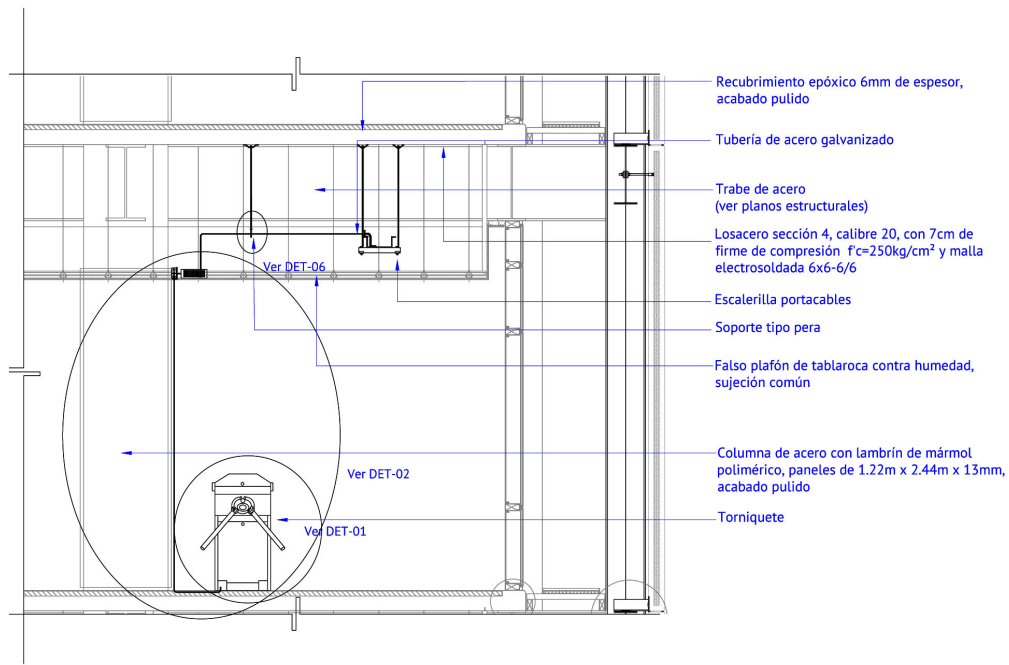 Recubrimiento epóxico 6mm de espesor,
acabado pulido
Tubería de acero galvanizado
Trabe de acero
(ver planos estructurales)
Losacero sección 4, calibre 20, con 7cm de
firme de compresión f'c=250kg/cm² y malla
electrosoldada 6x6-6/6
Ver DET-06
Escalerilla portacables
Soporte tipo pera
Falso plafón de tablaroca contra humedad,
sujeción común
Columna de acero con lambrín de mármol
polimérico, paneles de 1.22m x 2.44m x 13mm,
acabado pulido
Ver DET-02
Torniquete
Ver DET-01